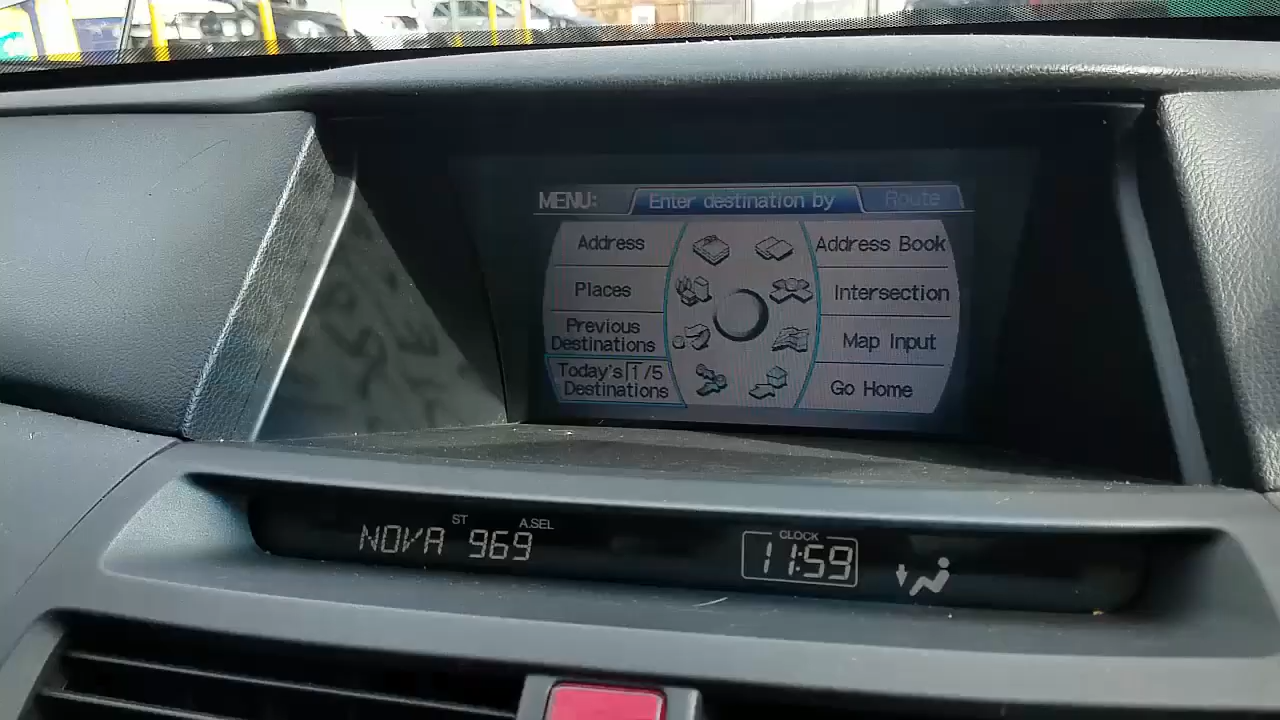 MENU: Enter destination by Route
Address
Address Book
Places
Intersection
Previous
Destinations
Map Input
Today's 1/5
Destinations
Go Home
ST A.SEL
NOVA 969
CLOCK
11:59